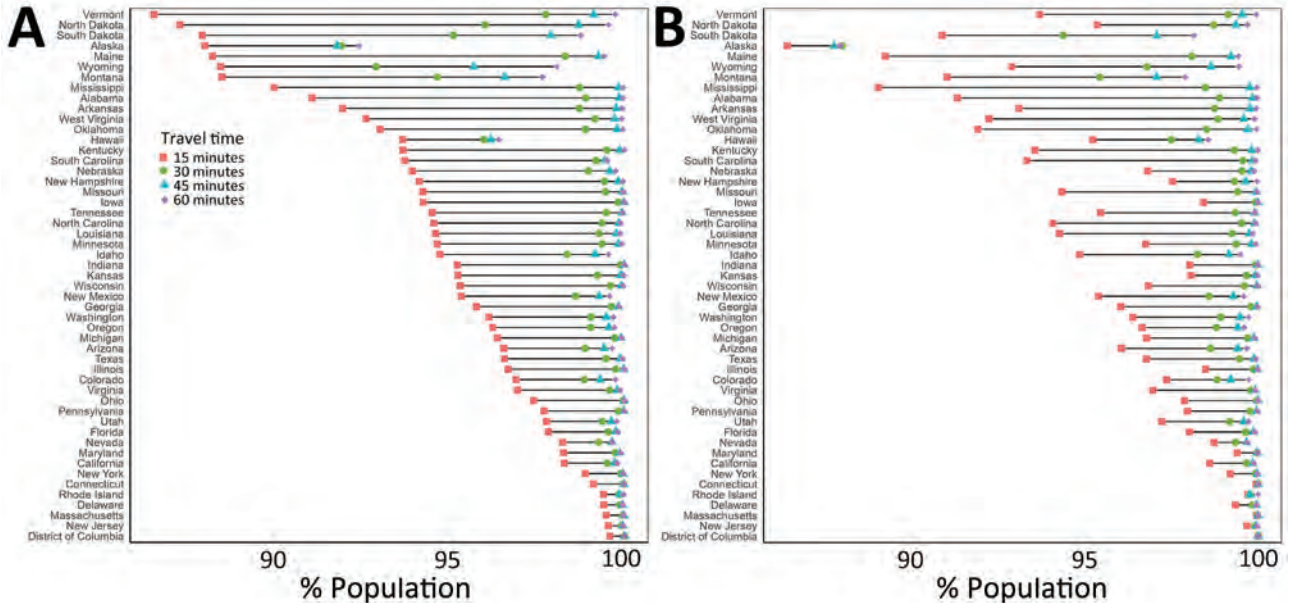 A
Vermont
North Dakota
South Dakota
Alaska
Maine
Wyoming
Montana
Mississippi
Alabama
Arkansas
West Virginia
Oklahoma
Hawaii
Kentucky
South Carolina
Nebraska
New Hampshire
Missouri
Iowa
Tennessee
North Carolina
Louisiana
Minnesota
Idaho
Indiana
Kansas
Wisconsin
New Mexico
Georgia
Washington
Oregon
Michigan
Arizona
Texas
Illinois
Colorado
Virginia
Ohio
Pennsylvania
Utah
Florida
Nevada
Maryland
California
New York
Connecticut
Rhode Island
Delaware
Massachusetts
New Jersey
District of Columbia
Travel time
15 minutes
30 minutes
45 minutes
60 minutes
90 95 100
% Population
B
Vermont
North Dakota
South Dakota
Alaska
Maine
Wyoming
Montana
Mississippi
Alabama
Arkansas
West Virginia
Oklahoma
Hawaii
Kentucky
South Carolina
Nebraska
New Hampshire
Missouri
Iowa
Tennessee
North Carolina
Louisiana
Minnesota
Idaho
Indiana
Kansas
Wisconsin
New Mexico
Georgia
Washington
Oregon
Michigan
Arizona
Texas
Illinois
Colorado
Virginia
Ohio
Pennsylvania
Utah
Florida
Nevada
Maryland
California
New York
Connecticut
Rhode Island
Delaware
Massachusetts
New Jersey
District of Columbia
90 95 100
% Population